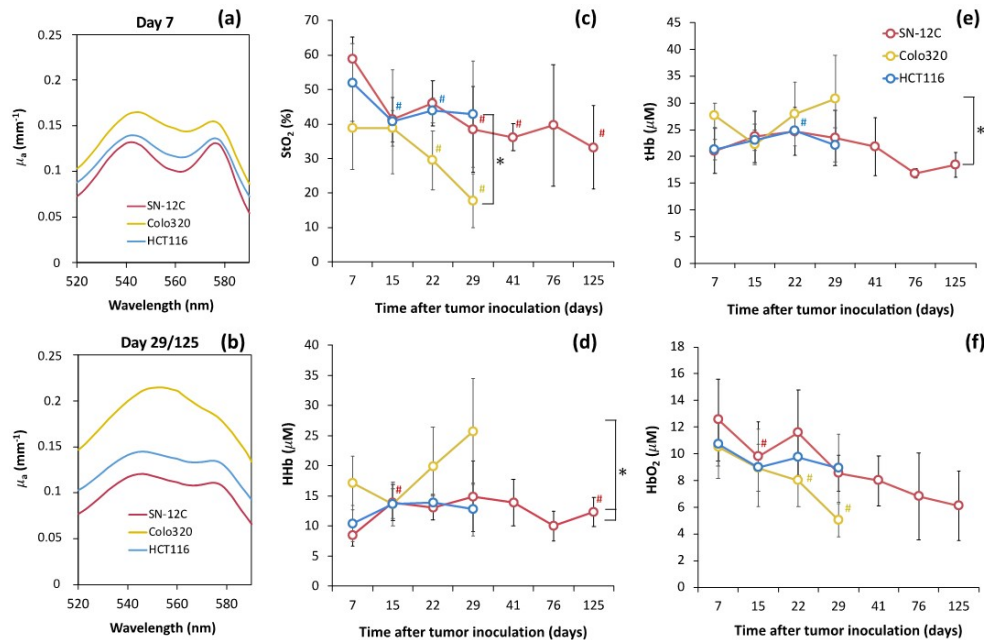 Day 7
(a)
0.25
0.2
0.15
0.1
0.05
0
μa (mm-1)
SN-12C
Colo320
HCT116
520 540 560 580
Wavelength (nm)
(c)
70
60
50
40
30
20
10
0
StO2 (%)
# # # # # # # #
*
7 15 22 29 41 76 125
Time after tumor inoculation (days)
(e)
45
40
35
30
25
20
15
10
5
0
tHb (μM)
SN-12C
Colo320
HCT116
#
*
7 15 22 29 41 76 125
Time after tumor inoculation (days)
Day 29/125
(b)
0.25
0.2
0.15
0.1
0.05
0
μa (mm-1)
SN-12C
Colo320
HCT116
520 540 560 580
Wavelength (nm)
(d)
40
35
30
25
20
15
10
5
0
HHb (μM)
# #
*
7 15 22 29 41 76 125
Time after tumor inoculation (days)
(f)
18
16
14
12
10
8
6
4
2
0
HbO2 (μM)
# # #
7 15 22 29 41 76 125
Time after tumor inoculation (days)